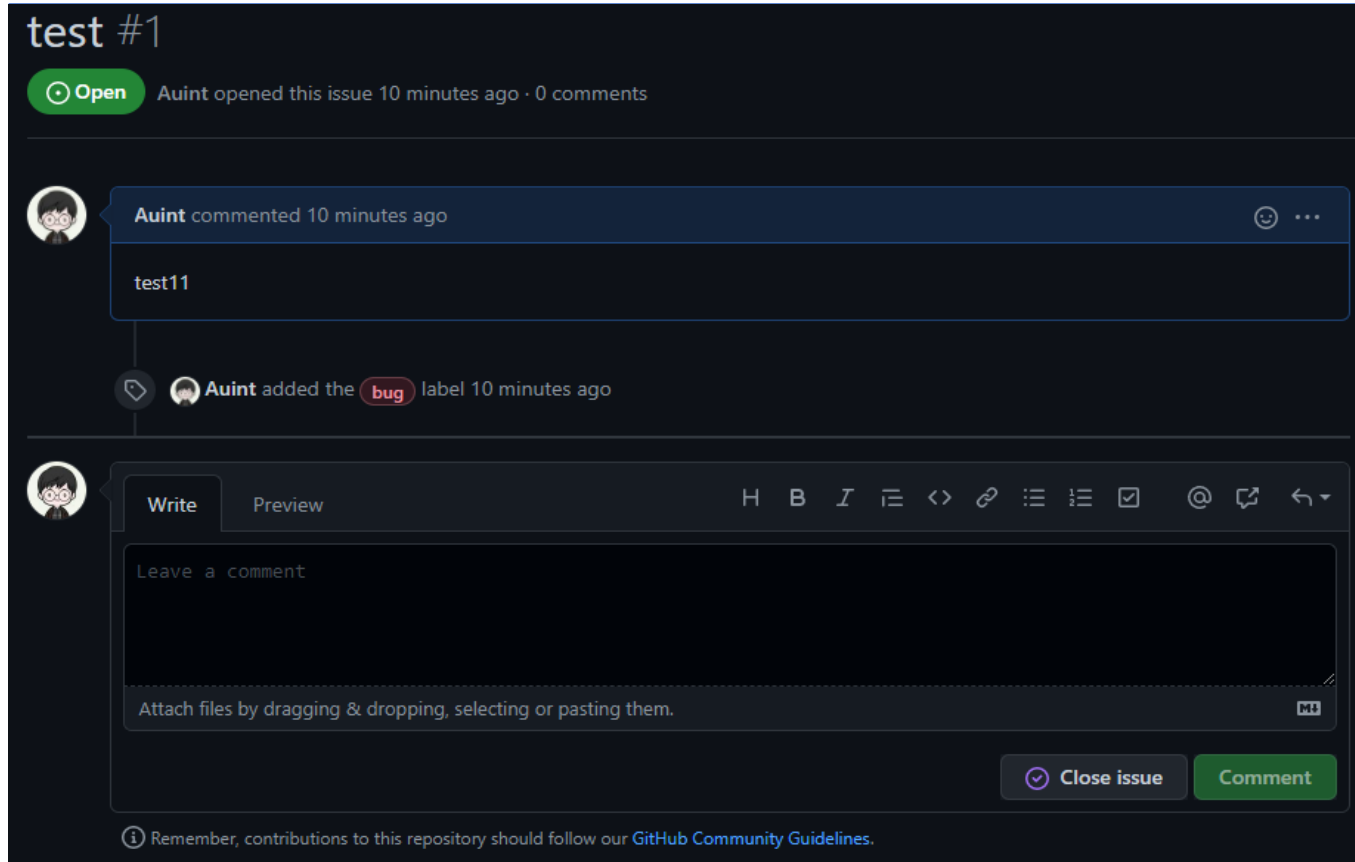 test #1
Open Auint opened this issue 10 minutes ago · 0 comments
Auint commented 10 minutes ago
test11
Auint added the bug label 10 minutes ago
Write Preview
Leave a comment
Attach files by dragging & dropping, selecting or pasting them.
Close issue Comment
Remember, contributions to this repository should follow our GitHub Community Guidelines.